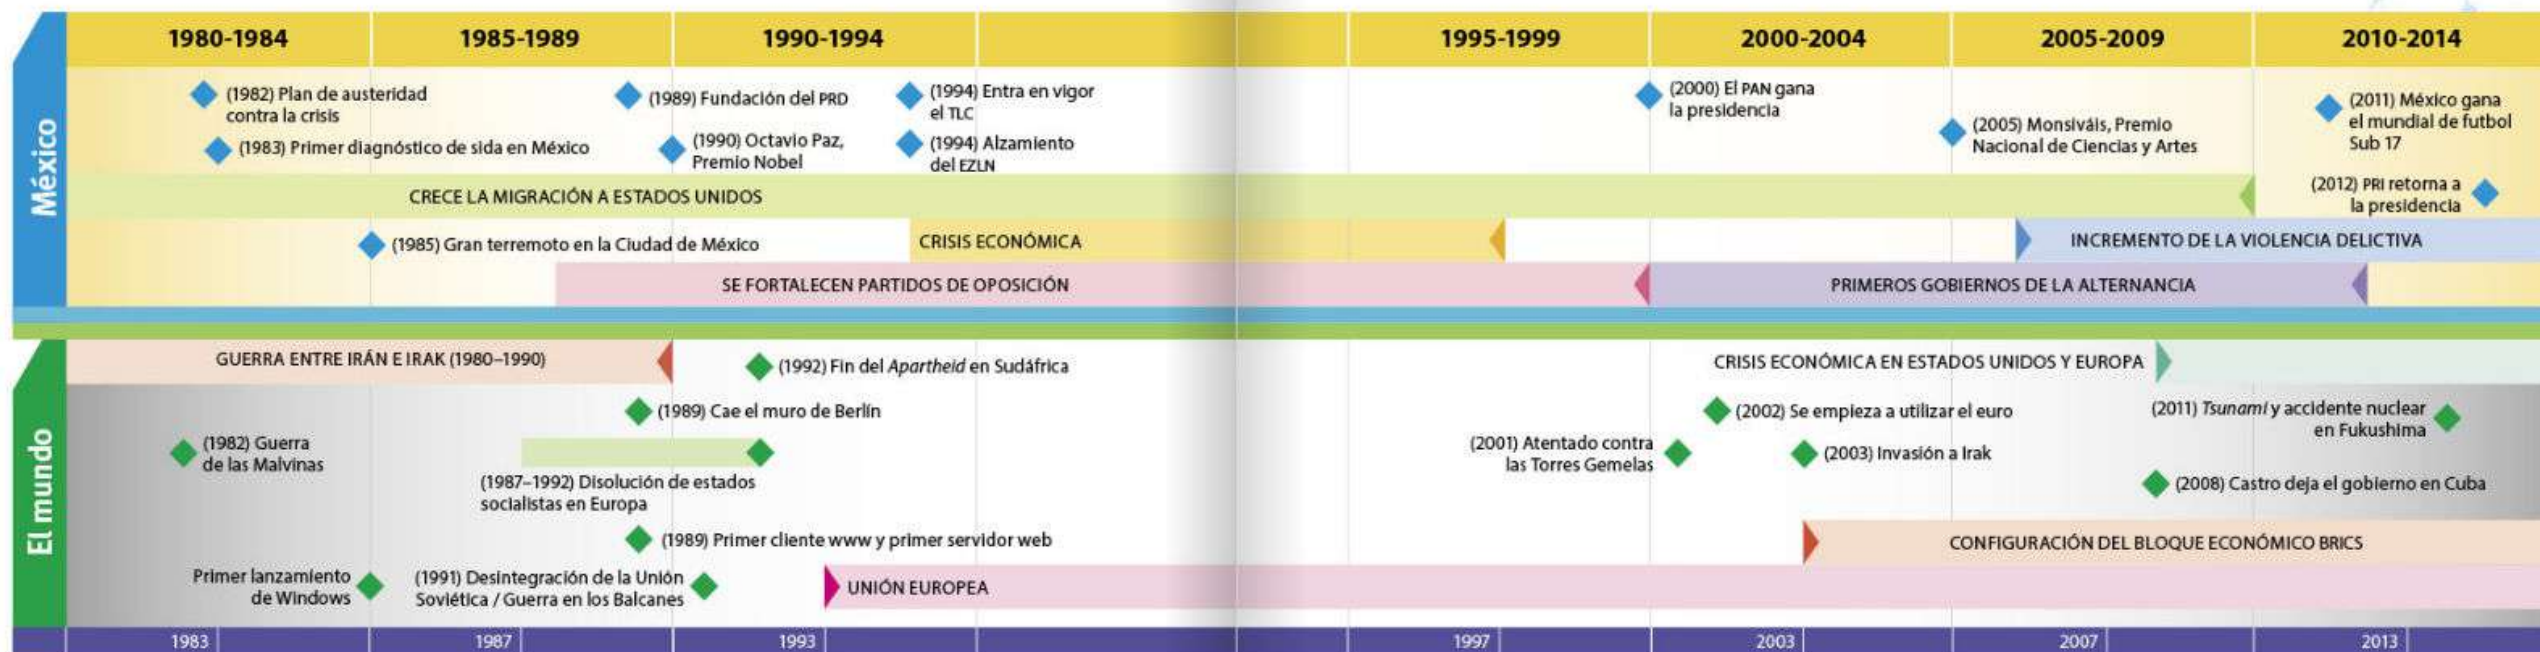 1980-1984
1985-1989
1990-1994
1995-1999
2000-2004
2005-2009
2010-2014
México
(1982) Plan de austeridad
contra la crisis
(1983) Primer diagnóstico de sida en México
(1989) Fundación del PRD
(1990) Octavio Paz,
Premio Nobel
(1994) Entra en vigor
el TLC
(1994) Alzamiento
del EZLN
(2000) El PAN gana
la presidencia
(2005) Monsiváis, Premio
Nacional de Ciencias y Artes
(2011) México gana
el mundial de futbol
Sub 17
(2012) PRI retorna a
la presidencia
CRECE LA MIGRACIÓN A ESTADOS UNIDOS
(1985) Gran terremoto en la Ciudad de México
CRISIS ECONÓMICA
INCREMENTO DE LA VIOLENCIA DELICTIVA
SE FORTALECEN PARTIDOS DE OPOSICIÓN
PRIMEROS GOBIERNOS DE LA ALTERNANCIA
El mundo
GUERRA ENTRE IRÁN E IRAK (1980–1990)
(1992) Fin del Apartheid en Sudáfrica
CRISIS ECONÓMICA EN ESTADOS UNIDOS Y EUROPA
(1989) Cae el muro de Berlín
(2002) Se empieza a utilizar el euro
(2011) Tsunami y accidente nuclear
en Fukushima
(1982) Guerra
de las Malvinas
(2001) Atentado contra
las Torres Gemelas
(2003) Invasión a Irak
(1987–1992) Disolución de estados
socialistas en Europa
(2008) Castro deja el gobierno en Cuba
(1989) Primer cliente www y primer servidor web
CONFIGURACIÓN DEL BLOQUE ECONÓMICO BRICS
Primer lanzamiento
de Windows
(1991) Desintegración de la Unión
Soviética / Guerra en los Balcanes
UNIÓN EUROPEA
1983
1987
1993
1997
2003
2007
2013